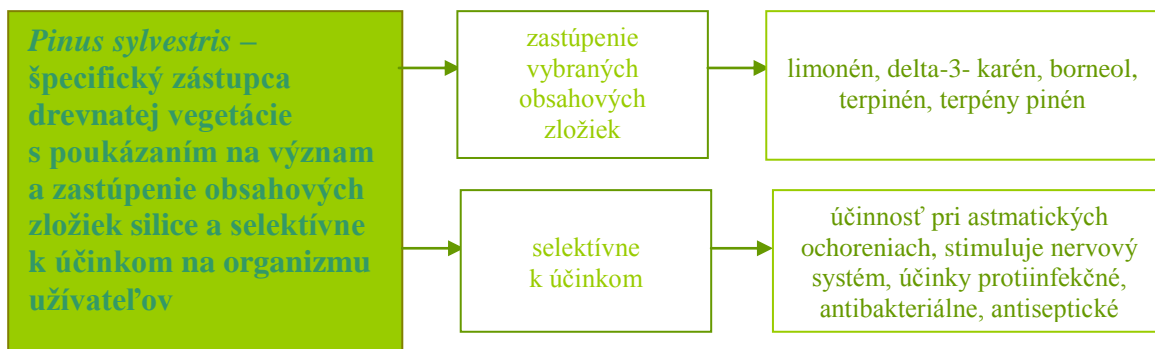 Pinus sylvestris –
špecifický zástupca
drevnatej vegetácie
s poukázaním na význam
a zastúpenie obsahových
zložiek silice a selektívne
k účinkom na organizmu
užívateľov
zastúpenie
vybraných
obsahových
zložiek
limonén, delta-3- karén, borneol,
terpinén, terpény pinén
selektívne
k účinkom
účinnosť pri astmatických
ochoreniach, stimuluje nervový
systém, účinky protiinfekčné,
antibakteriálne, antiseptické